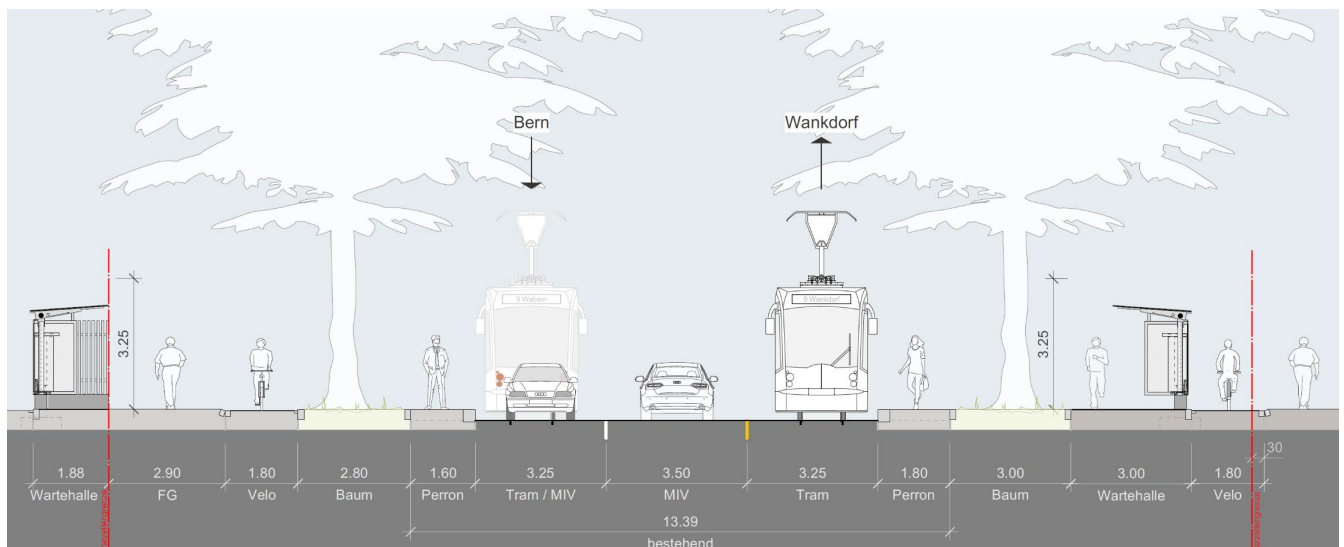 Bern
Wankdorf
9 Wabern
9 Wankdorf
3.25
3.25
30
1.88
2.90
1.80
2.80
1.60
3.25
3.50
3.25
1.80
3.00
3.00
1.80
Wartehalle
FG
Velo
Baum
Perron
Tram / MIV
MIV
Tram
Perron
Baum
Wartehalle
Velo
13.39
bestehend